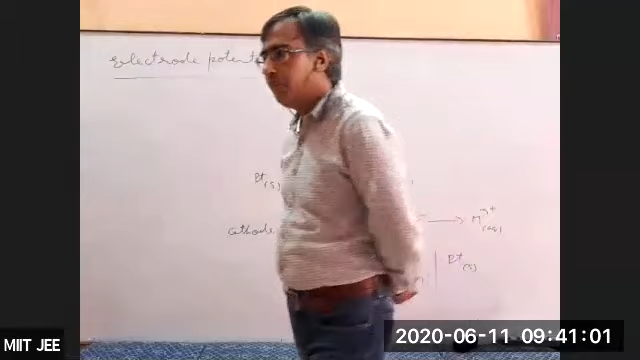 Electrode potent
Pt(s)
→ M^n+(aq)
cathode
| Pt(s)
MIIT JEE
2020-06-11 09:41:01